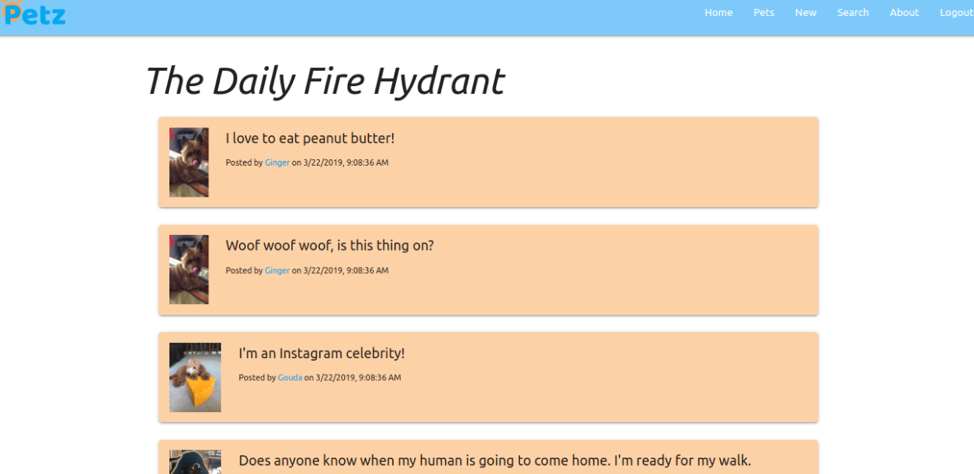 Petz
Home Pets New Search About Logout
The Daily Fire Hydrant
I love to eat peanut butter!
Posted by Ginger on 3/22/2019, 9:08:36 AM
Woof woof woof, is this thing on?
Posted by Ginger on 3/22/2019, 9:08:36 AM
I'm an Instagram celebrity!
Posted by Gouda on 3/22/2019, 9:08:36 AM
Does anyone know when my human is going to come home. I'm ready for my walk.